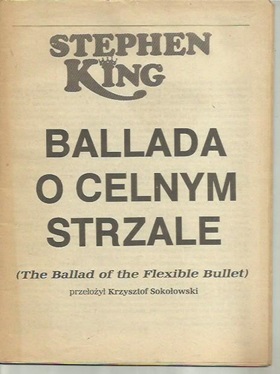 STEPHEN
KING
BALLADA
O CELNYM
STRZALE
(The Ballad of the Flexible Bullet)
przełożył Krzysztof Sokołowski